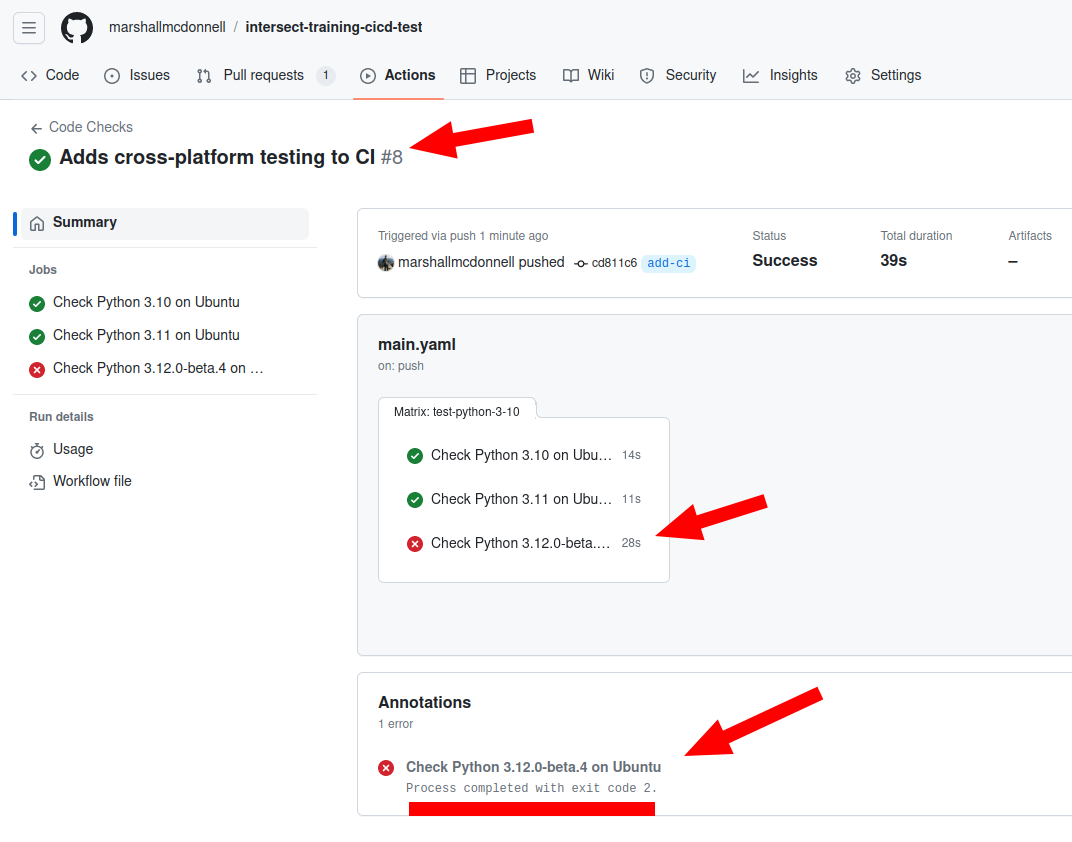 marshallmcdonnell / intersect-training-cicd-test
Code Issues Pull requests 1 Actions Projects Wiki Security Insights Settings
Code Checks
Adds cross-platform testing to CI #8
Summary
Jobs
Check Python 3.10 on Ubuntu
Check Python 3.11 on Ubuntu
Check Python 3.12.0-beta.4 on …
Run details
Usage
Workflow file
Triggered via push 1 minute ago
marshallmcdonnell pushed cd811c6 add-ci
Status
Success
Total duration
39s
Artifacts
–
main.yaml
on: push
Matrix: test-python-3-10
Check Python 3.10 on Ubu… 14s
Check Python 3.11 on Ubu… 11s
Check Python 3.12.0-beta.… 28s
Annotations
1 error
Check Python 3.12.0-beta.4 on Ubuntu
Process completed with exit code 2.